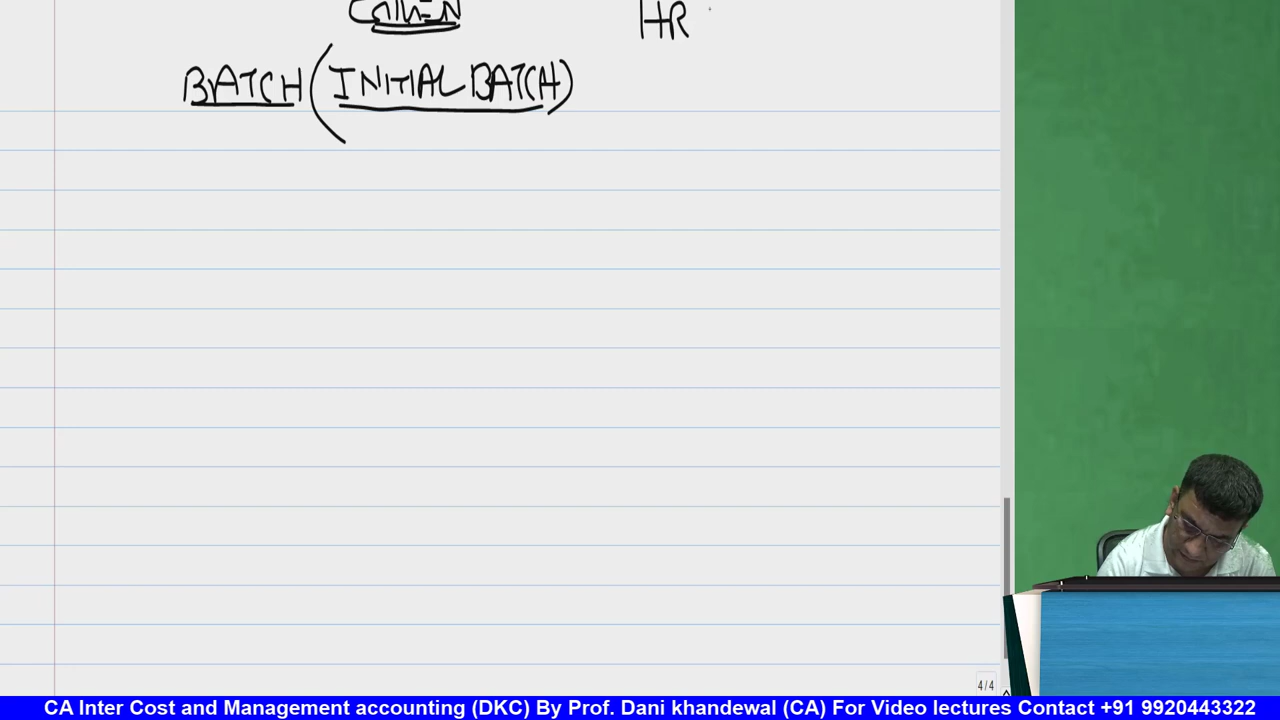 HR
BATCH (INITIAL BATCH)
4/4
CA Inter Cost and Management accounting (DKC) By Prof. Dani khandewal (CA) For Video lectures Contact +91 9920443322